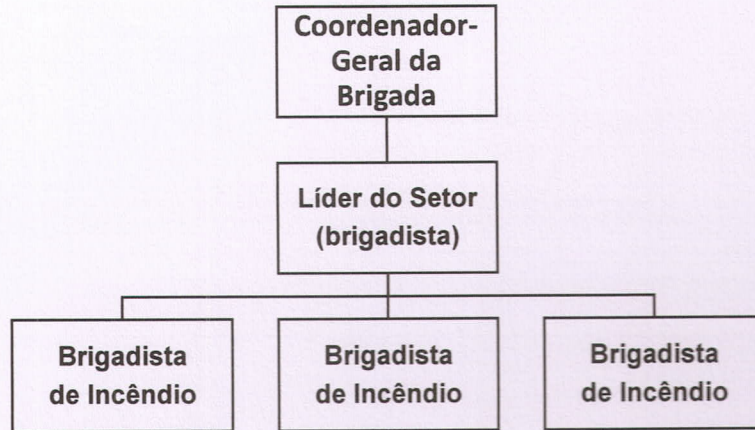 Coordenador-
Geral da
Brigada
Líder do Setor
(brigadista)
Brigadista
de Incêndio
Brigadista
de Incêndio
Brigadista
de Incêndio